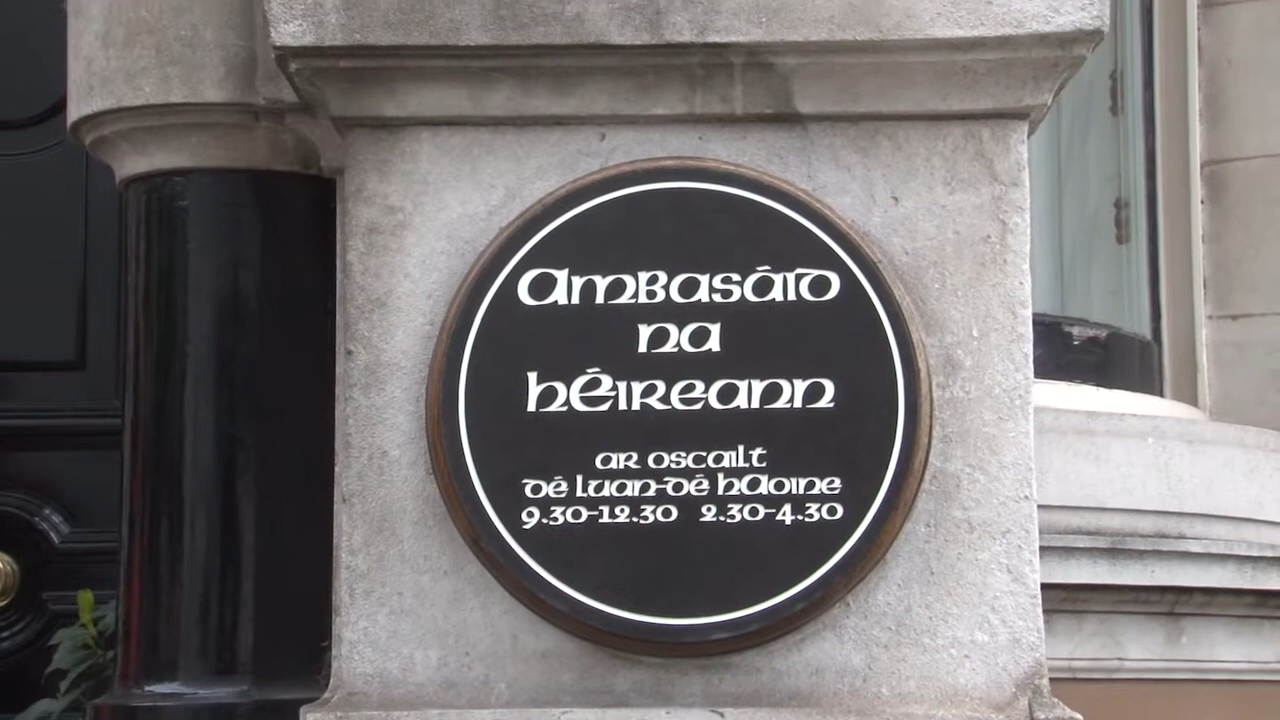 Ambasáid
na
hÉireann
ar oscailt
dé luan-dé hAoine
9.30-12.30 2.30-4.30